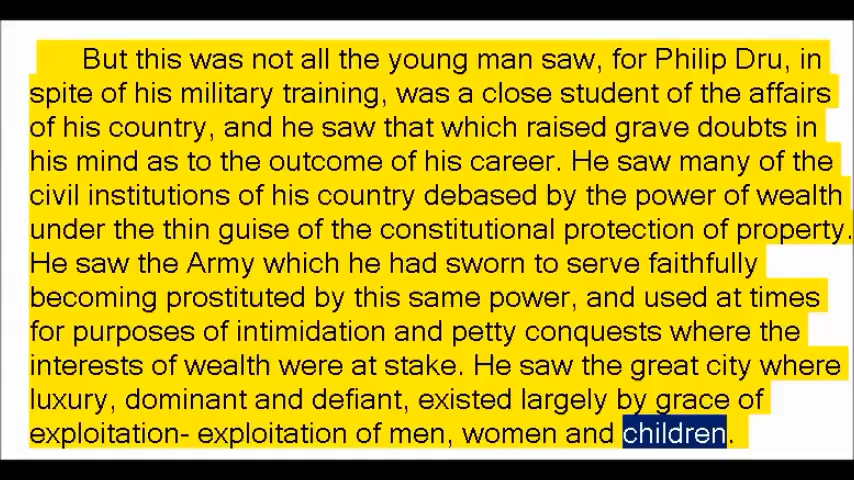 But this was not all the young man saw, for Philip Dru, in
spite of his military training, was a close student of the affairs
of his country, and he saw that which raised grave doubts in
his mind as to the outcome of his career. He saw many of the
civil institutions of his country debased by the power of wealth
under the thin guise of the constitutional protection of property.
He saw the Army which he had sworn to serve faithfully
becoming prostituted by this same power, and used at times
for purposes of intimidation and petty conquests where the
interests of wealth were at stake. He saw the great city where
luxury, dominant and defiant, existed largely by grace of
exploitation- exploitation of men, women and children.